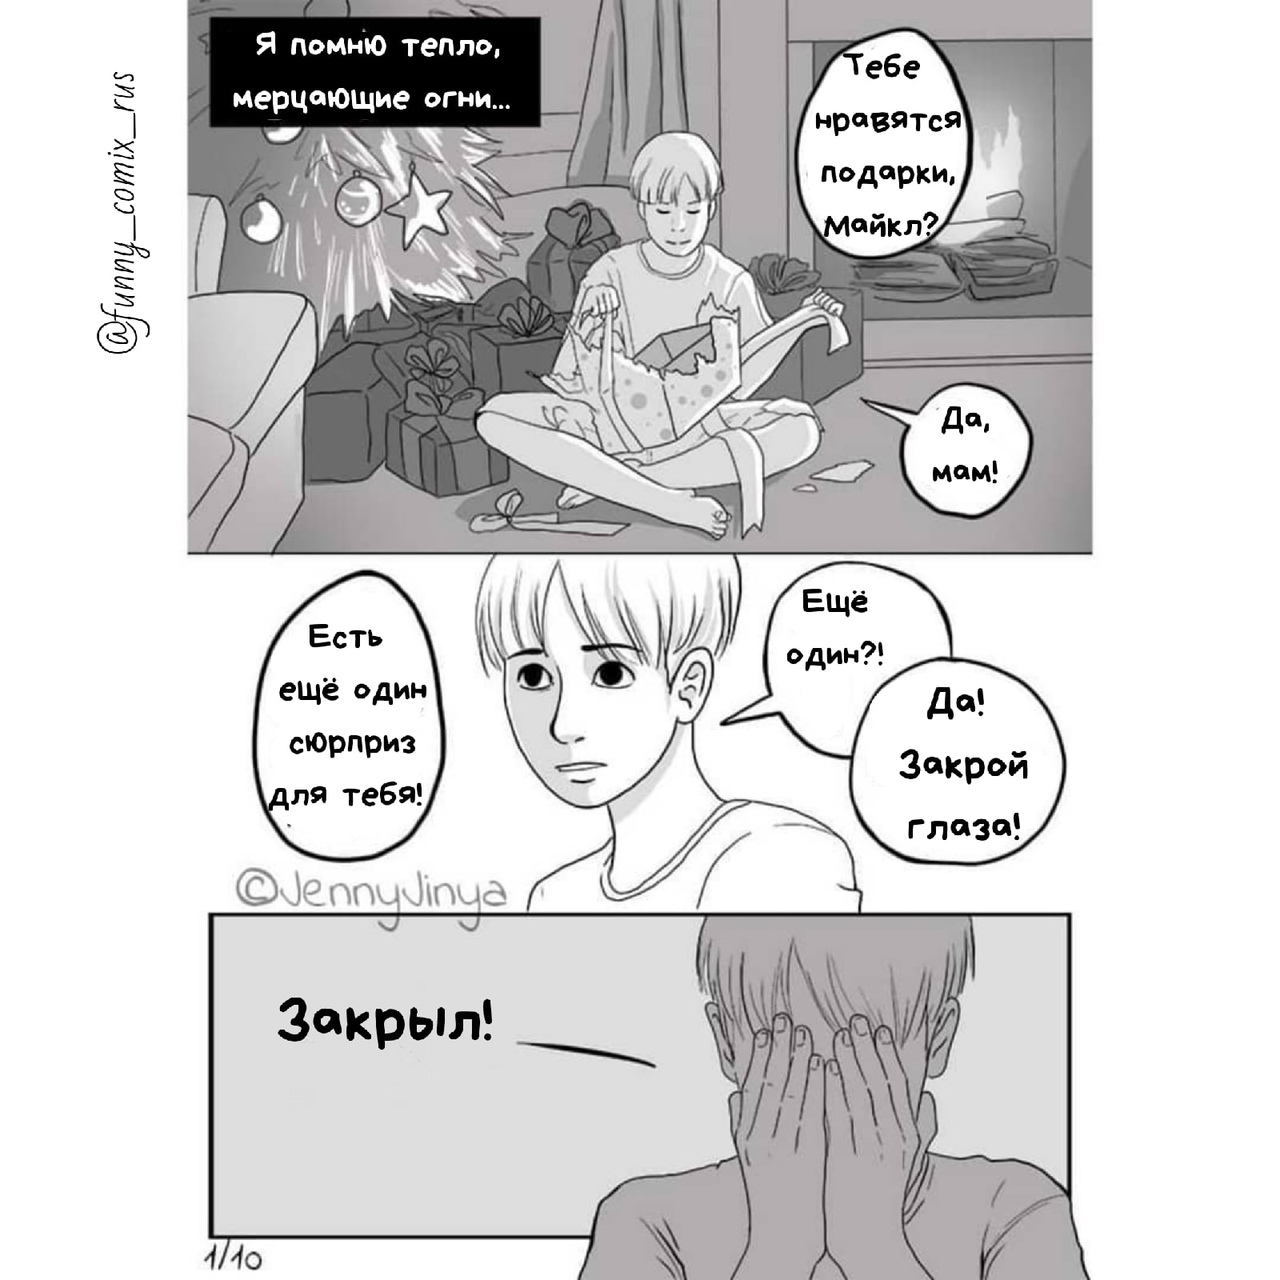 @funny_comix_rus
Я помню тепло,
мерцающие огни...
Тебе
нравятся
подарки,
Майкл?
Да,
мам!
Есть
ещё один
сюрприз
для тебя!
Ещё
один?!
Да!
Закрой
глаза!
©JennyJinya
Закрыл!
1/10